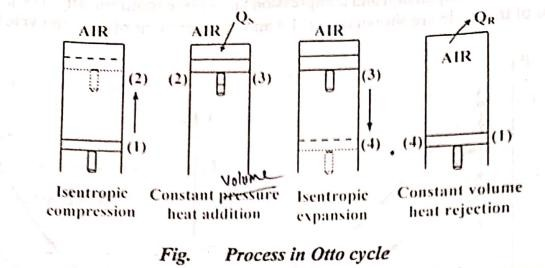 AIR
Qs
(2)
(1)
Isentropic
compression
AIR
(2)
(3)
volume
Constant pressure
heat addition
AIR
(3)
(4)
Isentropic
expansion
QR
AIR
(4)
(1)
Constant volume
heat rejection
Fig. Process in Otto cycle